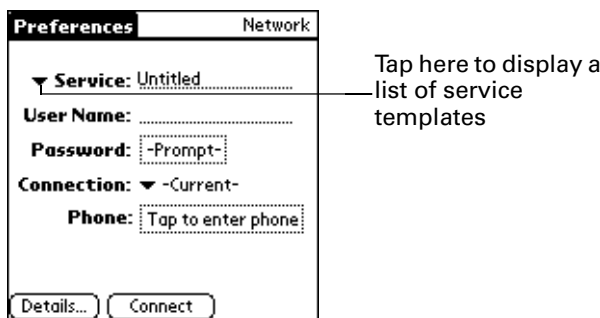 Preferences Network
▼ Service: Untitled
User Name:
Password: -Prompt-
Connection: ▼ -Current-
Phone: Tap to enter phone
Details... Connect
Tap here to display a
list of service
templates